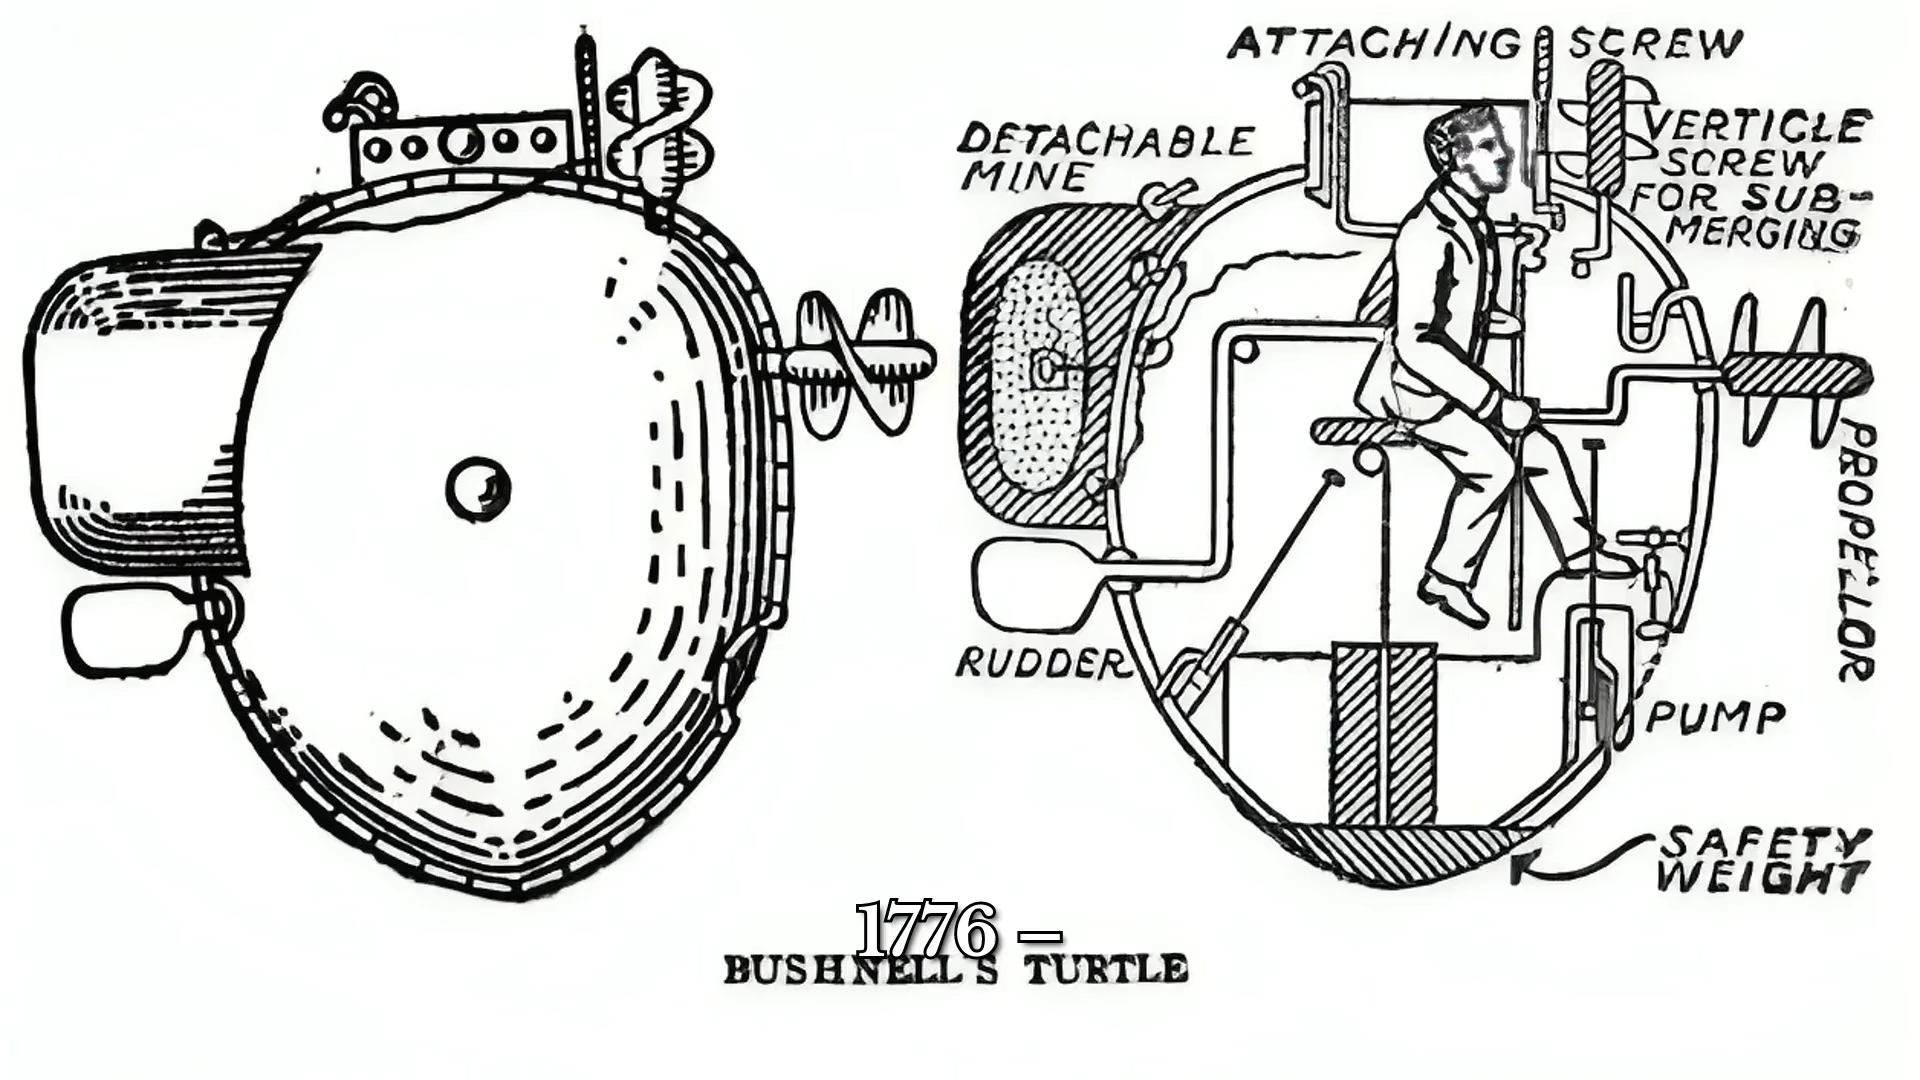 ATTACHING SCREW
DETACHABLE
MINE
VERTICLE
SCREW
FOR SUB-
MERGING
PROPELLOR
RUDDER
PUMP
SAFETY
WEIGHT
1776 –
BUSHNELL'S TURTLE